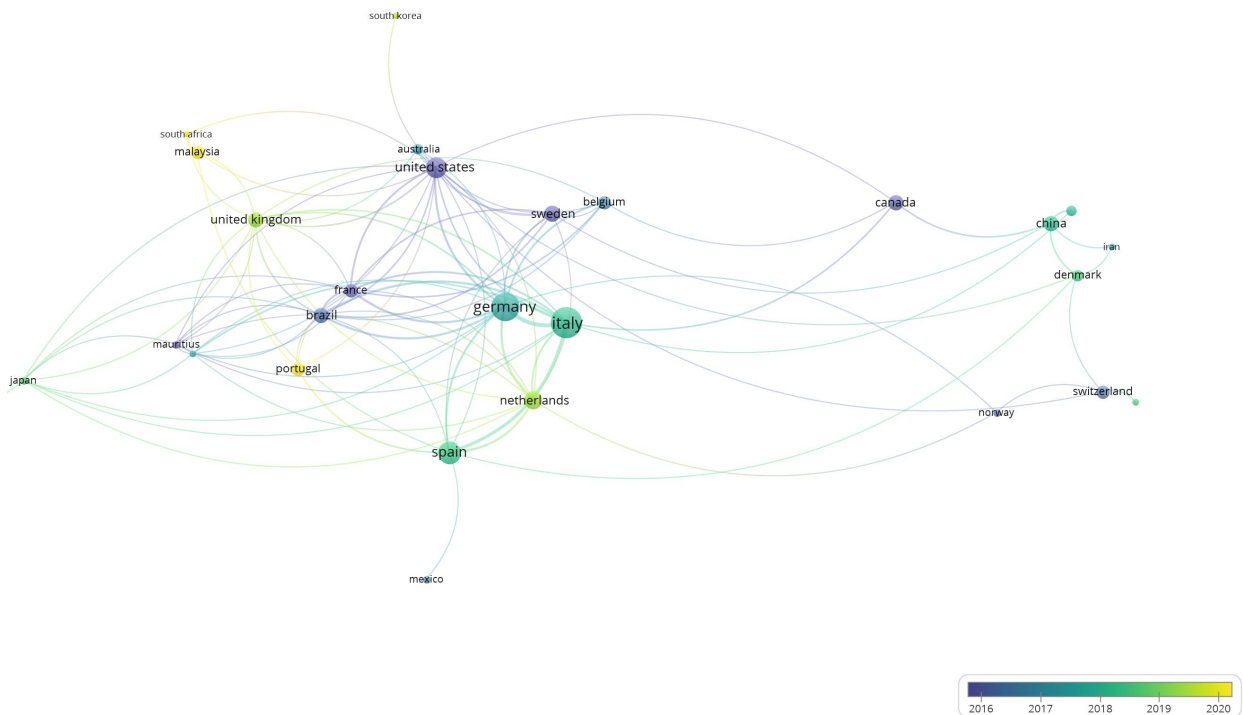 south korea
south africa
malaysia
australia
united states
belgium
sweden
canada
united kingdom
china
iran
denmark
france
germany
brazil
italy
mauritius
portugal
japan
netherlands
switzerland
norway
spain
mexico
2016 2017 2018 2019 2020